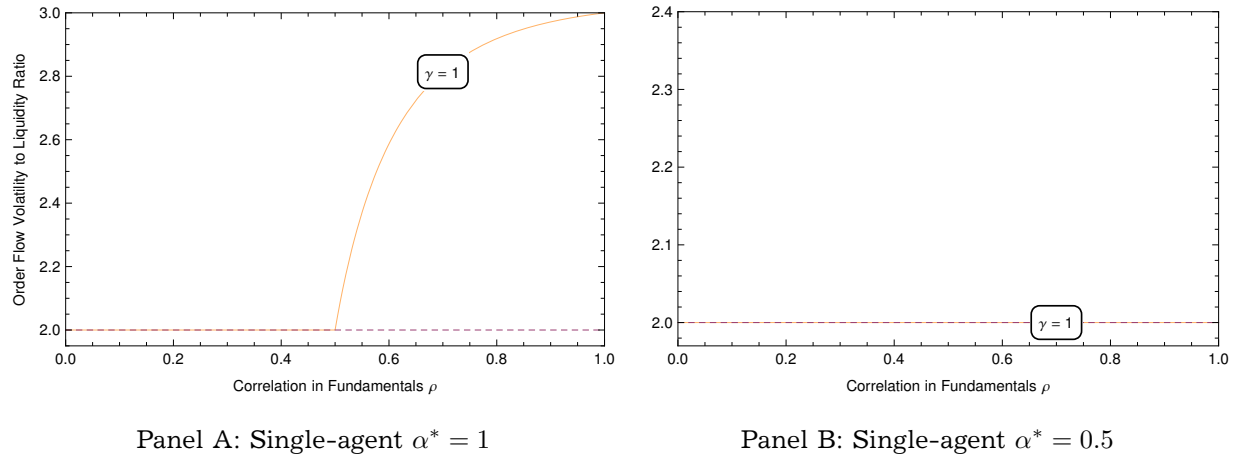 Order Flow Volatility to Liquidity Ratio
3.0
2.8
2.6
2.4
2.2
2.0
γ = 1
0.0 0.2 0.4 0.6 0.8 1.0
Correlation in Fundamentals ρ
Panel A: Single-agent α* = 1
2.4
2.3
2.2
2.1
2.0
γ = 1
0.0 0.2 0.4 0.6 0.8 1.0
Correlation in Fundamentals ρ
Panel B: Single-agent α* = 0.5